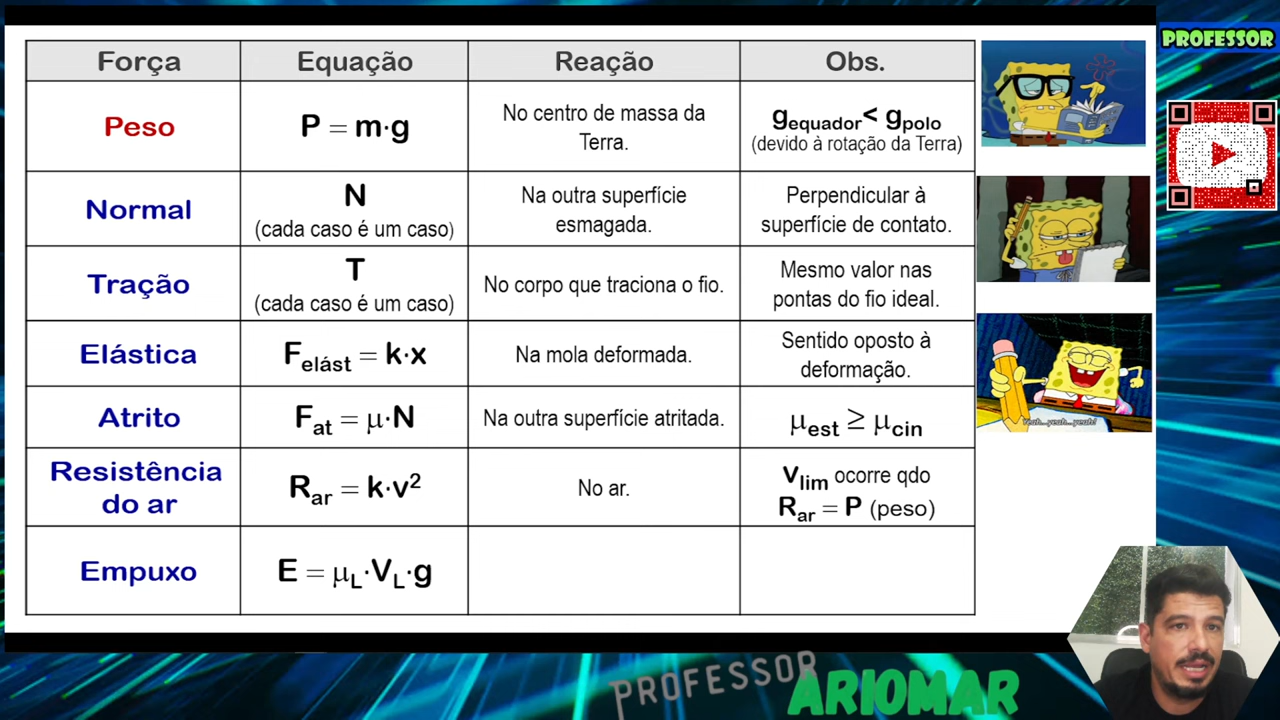 Força Equação Reação Obs.
Peso
P = m·g
No centro de massa da
Terra.
gequador< gpolo
(devido à rotação da Terra)
Normal
N
(cada caso é um caso)
Na outra superfície
esmagada.
Perpendicular à
superfície de contato.
Tração
T
(cada caso é um caso)
No corpo que traciona o fio.
Mesmo valor nas
pontas do fio ideal.
Elástica
Felást = k·x
Na mola deformada.
Sentido oposto à
deformação.
Atrito
Fat = μ·N
Na outra superfície atritada.
μest ≥ μcin
Resistência
do ar
Rar = k·v²
No ar.
Vlim ocorre qdo
Rar = P (peso)
Empuxo
E = μL·VL·g
PROFESSOR
Yeah...yeah...yeah!
PROFESSOR
ARIOMAR